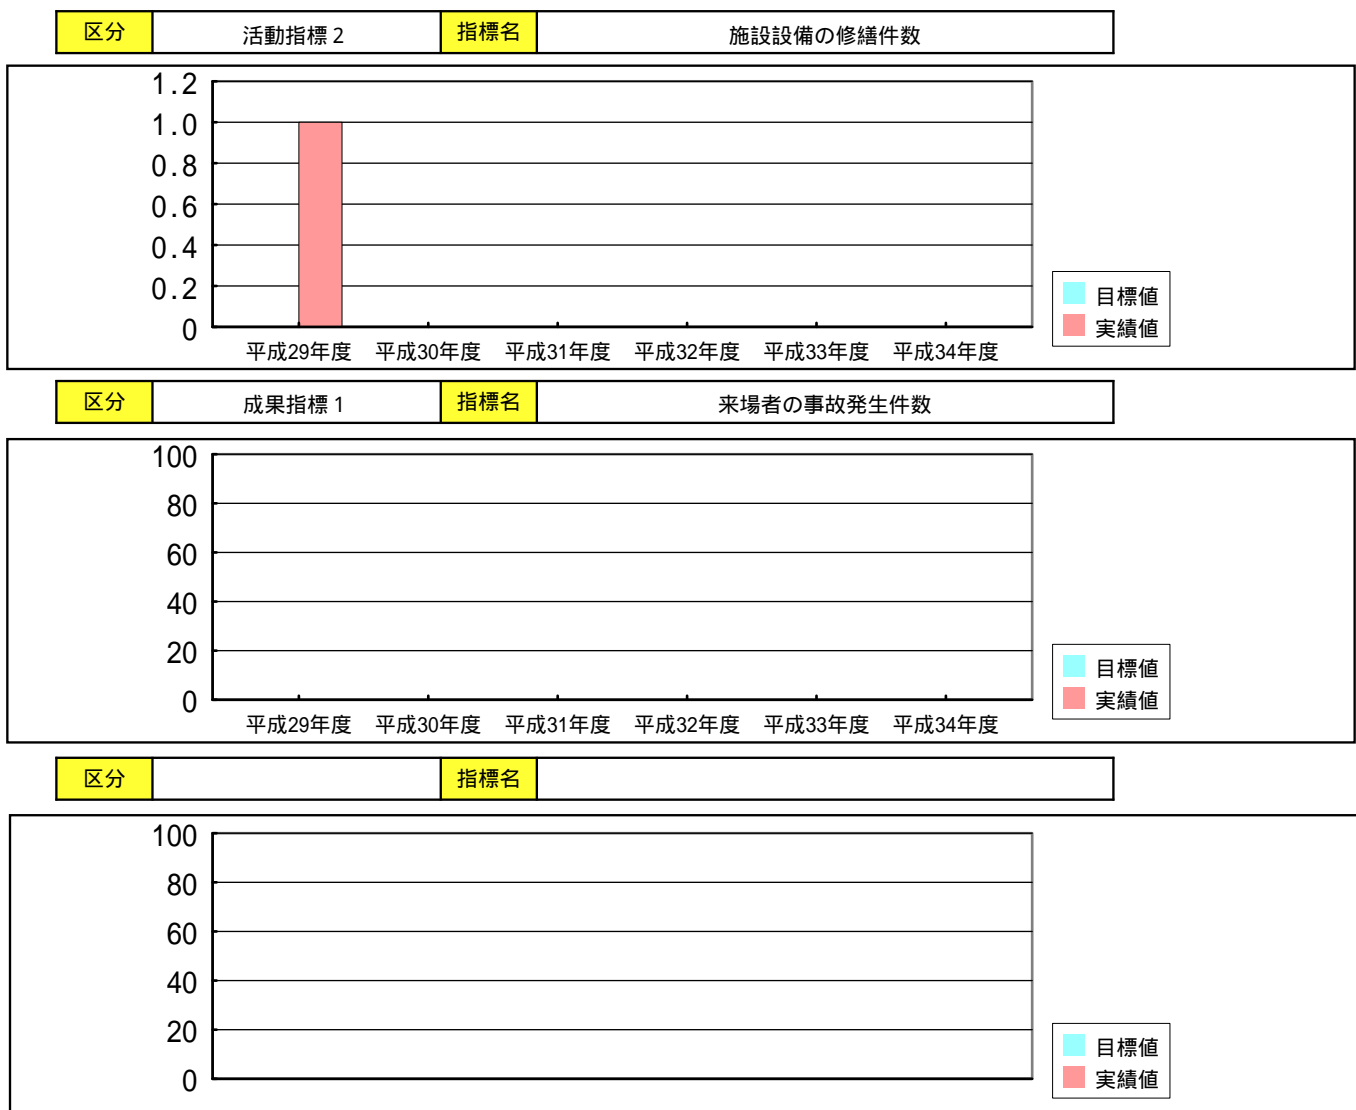 区分 活動指標2 指標名 施設設備の修繕件数
1.2
1.0
0.8
0.6
0.4
0.2
0
平成29年度 平成30年度 平成31年度 平成32年度 平成33年度 平成34年度
目標値
実績値
区分 成果指標1 指標名 来場者の事故発生件数
100
80
60
40
20
0
平成29年度 平成30年度 平成31年度 平成32年度 平成33年度 平成34年度
目標値
実績値
区分 指標名
100
80
60
40
20
0
目標値
実績値